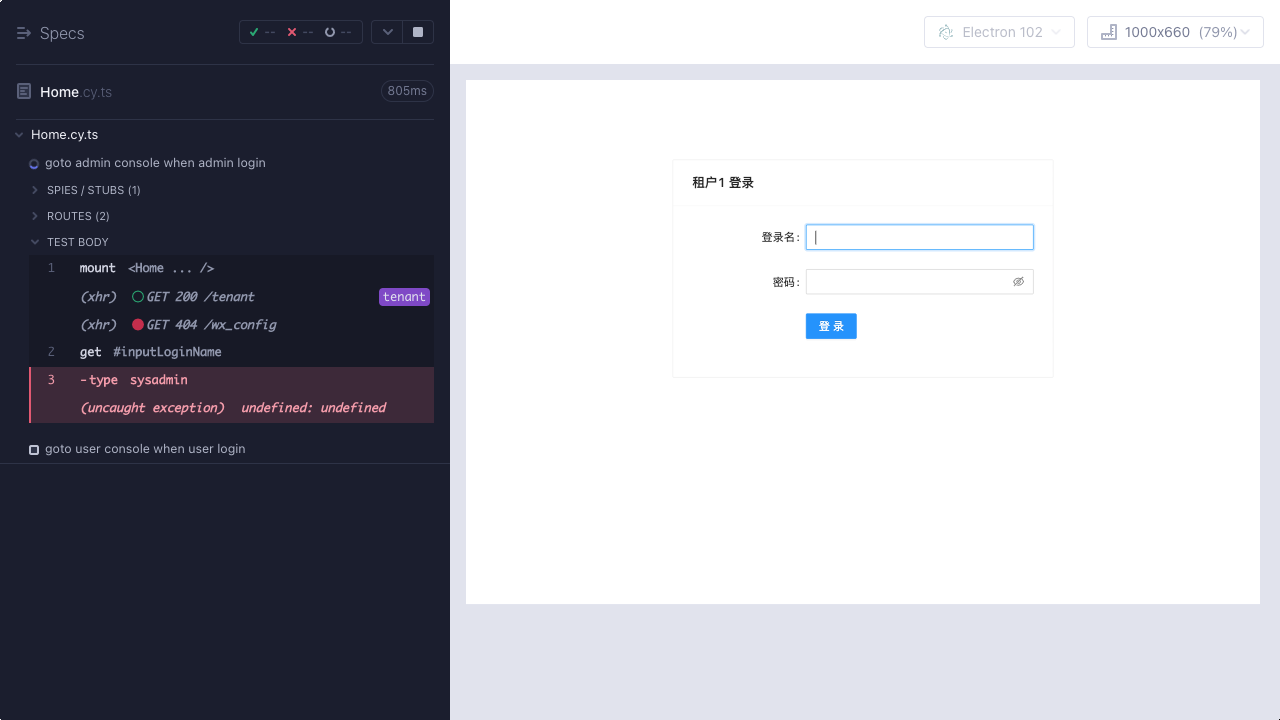 Specs
-- -- --
Home.cy.ts
805ms
Home.cy.ts
goto admin console when admin login
SPIES / STUBS (1)
ROUTES (2)
TEST BODY
1 mount <Home ... />
(xhr) GET 200 /tenant tenant
(xhr) GET 404 /wx_config
2 get #inputLoginName
3 -type sysadmin
(uncaught exception) undefined: undefined
goto user console when user login
Electron 102
1000x660 (79%)
租户1 登录
登录名:
密码:
登 录